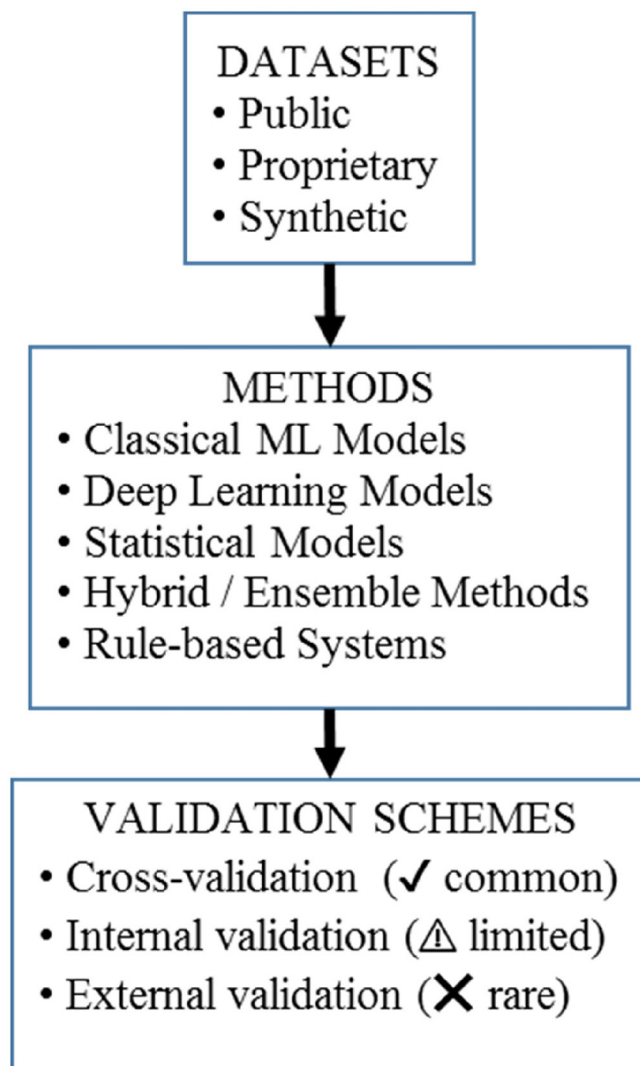 DATASETS
• Public
• Proprietary
• Synthetic
METHODS
• Classical ML Models
• Deep Learning Models
• Statistical Models
• Hybrid / Ensemble Methods
• Rule-based Systems
VALIDATION SCHEMES
• Cross-validation (✓ common)
• Internal validation (⚠ limited)
• External validation (✕ rare)